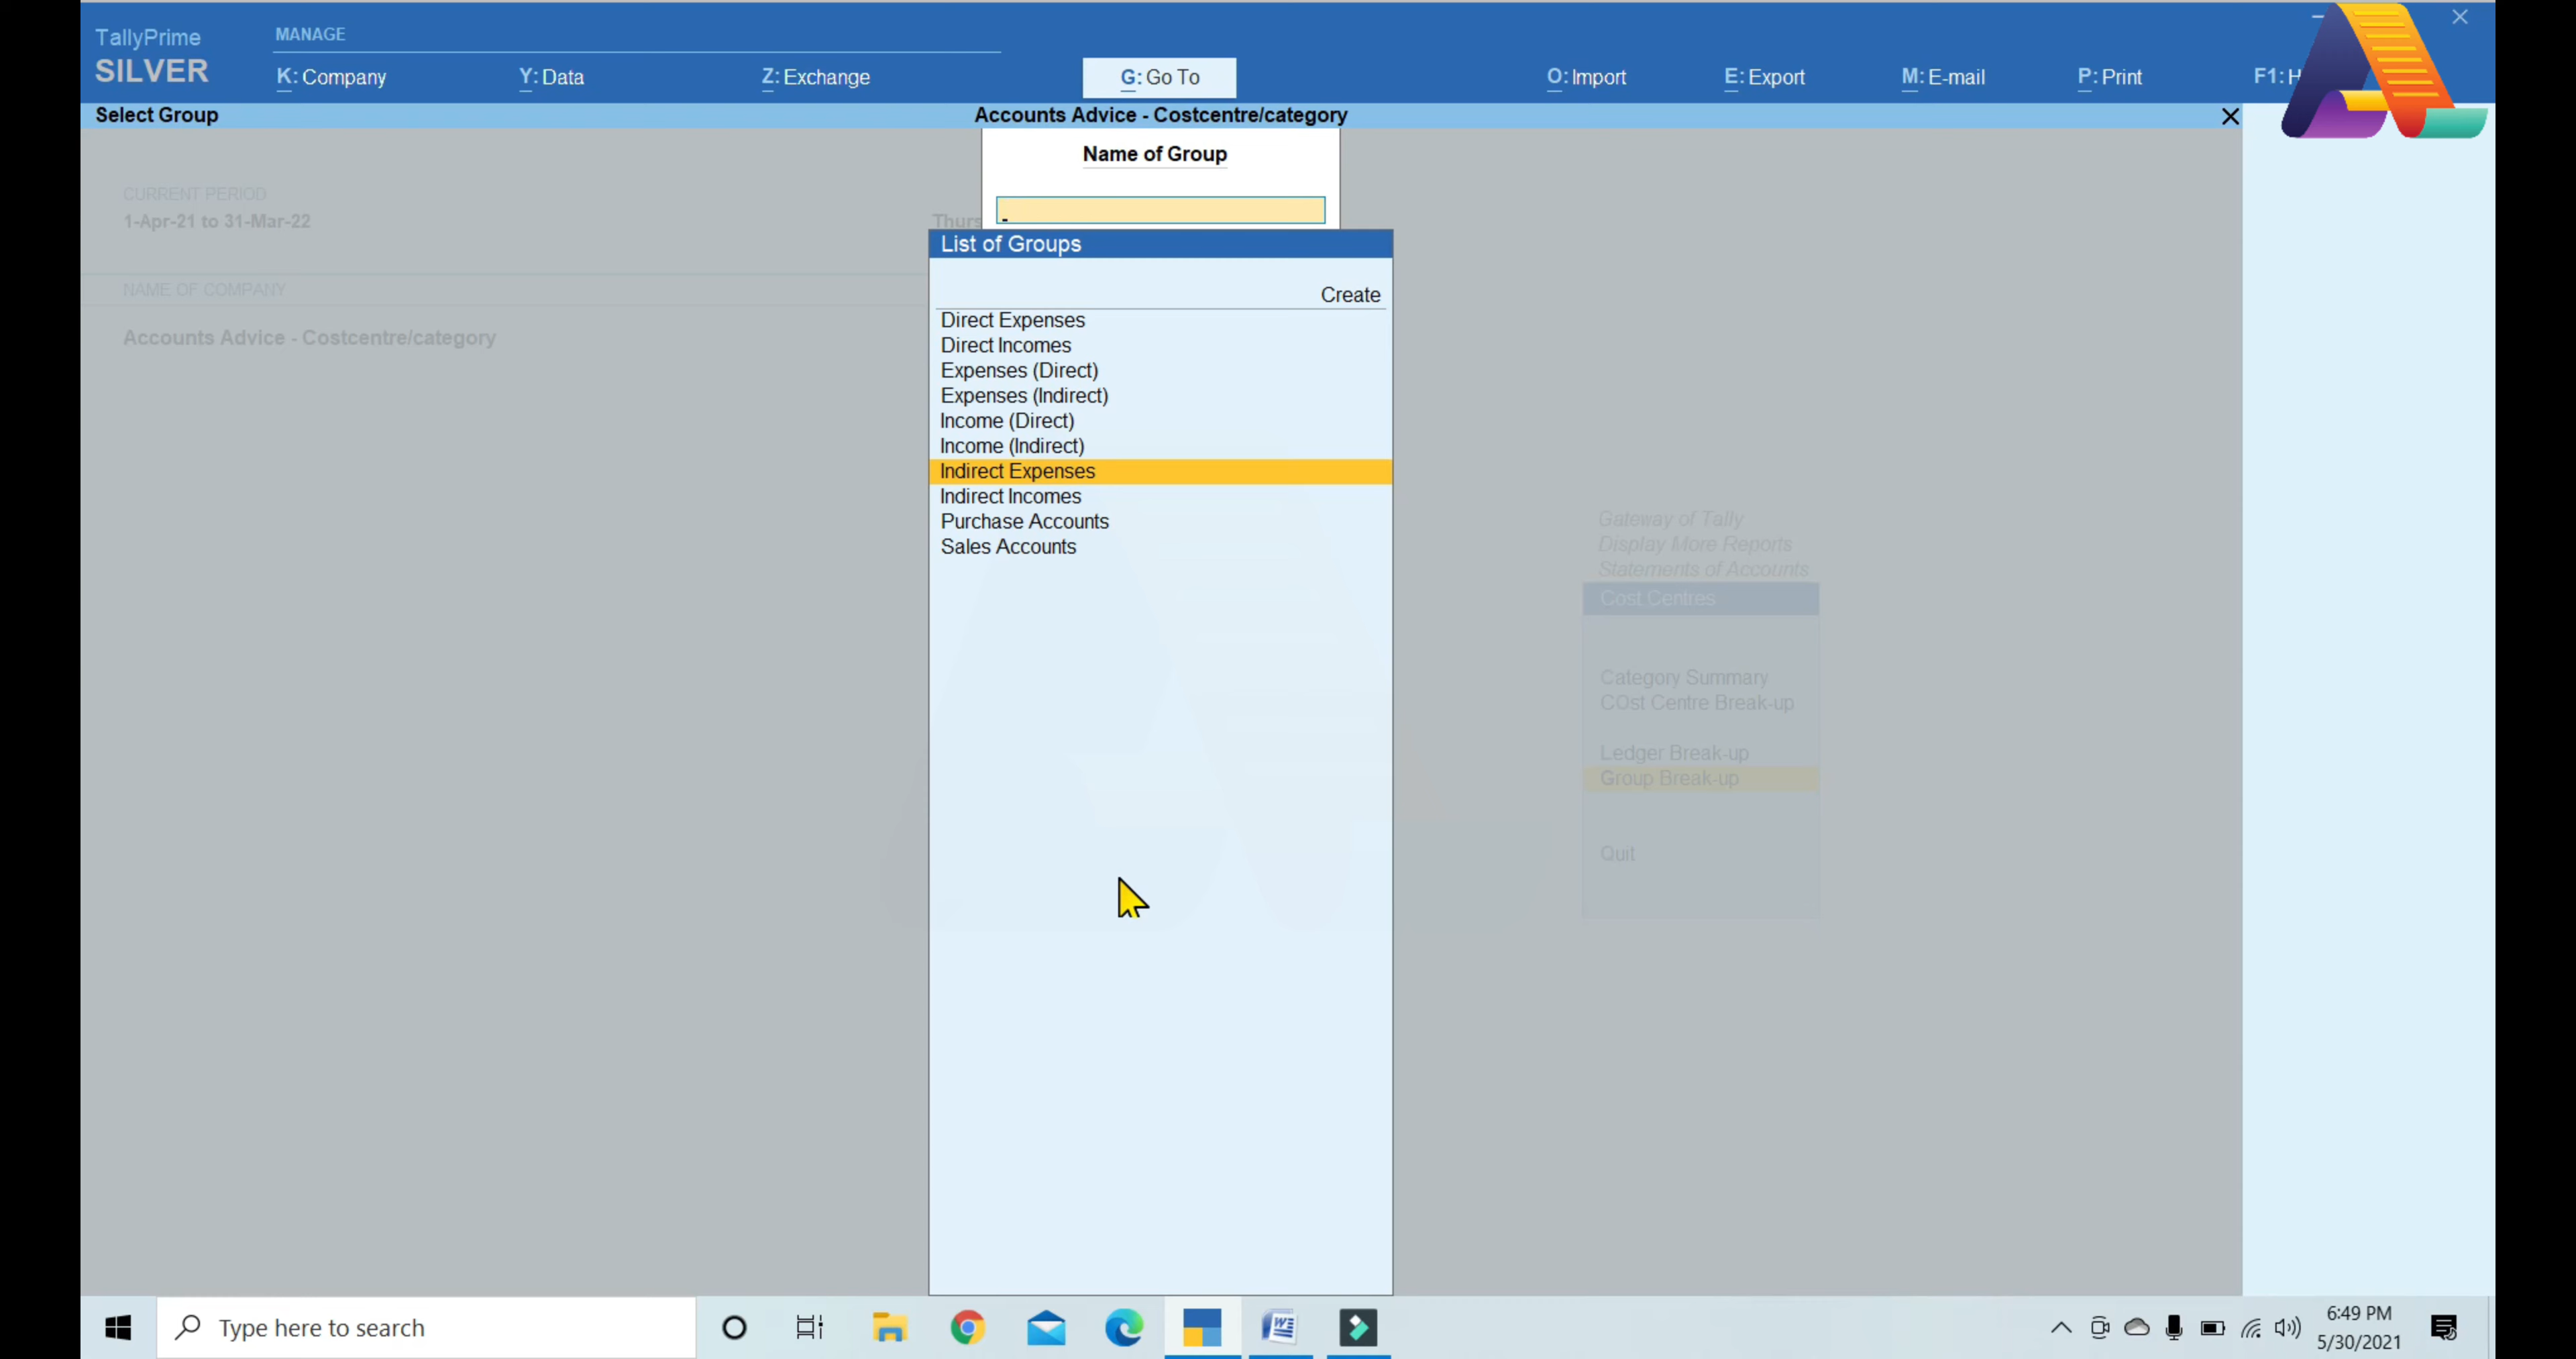 TallyPrime
SILVER
MANAGE
K: Company
Y: Data
Z: Exchange
G: Go To
O: Import
E: Export
M: E-mail
P: Print
F1: H
Select Group
Accounts Advice - Costcentre/category
Name of Group
CURRENT PERIOD
1-Apr-21 to 31-Mar-22
Thurs
NAME OF COMPANY
Accounts Advice - Costcentre/category
List of Groups
Create
Direct Expenses
Direct Incomes
Expenses (Direct)
Expenses (Indirect)
Income (Direct)
Income (Indirect)
Indirect Expenses
Indirect Incomes
Purchase Accounts
Sales Accounts
Gateway of Tally
Display More Reports
Statements of Accounts
Cost Centres
Category Summary
COst Centre Break-up
Ledger Break-up
Group Break-up
Quit
Type here to search
6:49 PM
5/30/2021